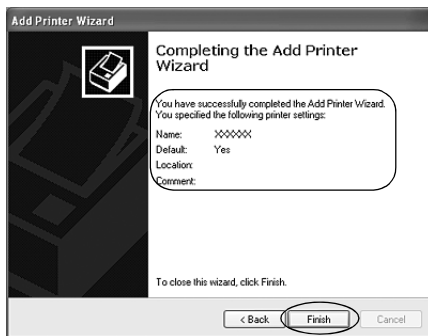 Add Printer Wizard
Completing the Add Printer
Wizard
You have successfully completed the Add Printer Wizard.
You specified the following printer settings:
Name: XXXXXX
Default: Yes
Location:
Comment:
To close this wizard, click Finish.
< Back Finish Cancel